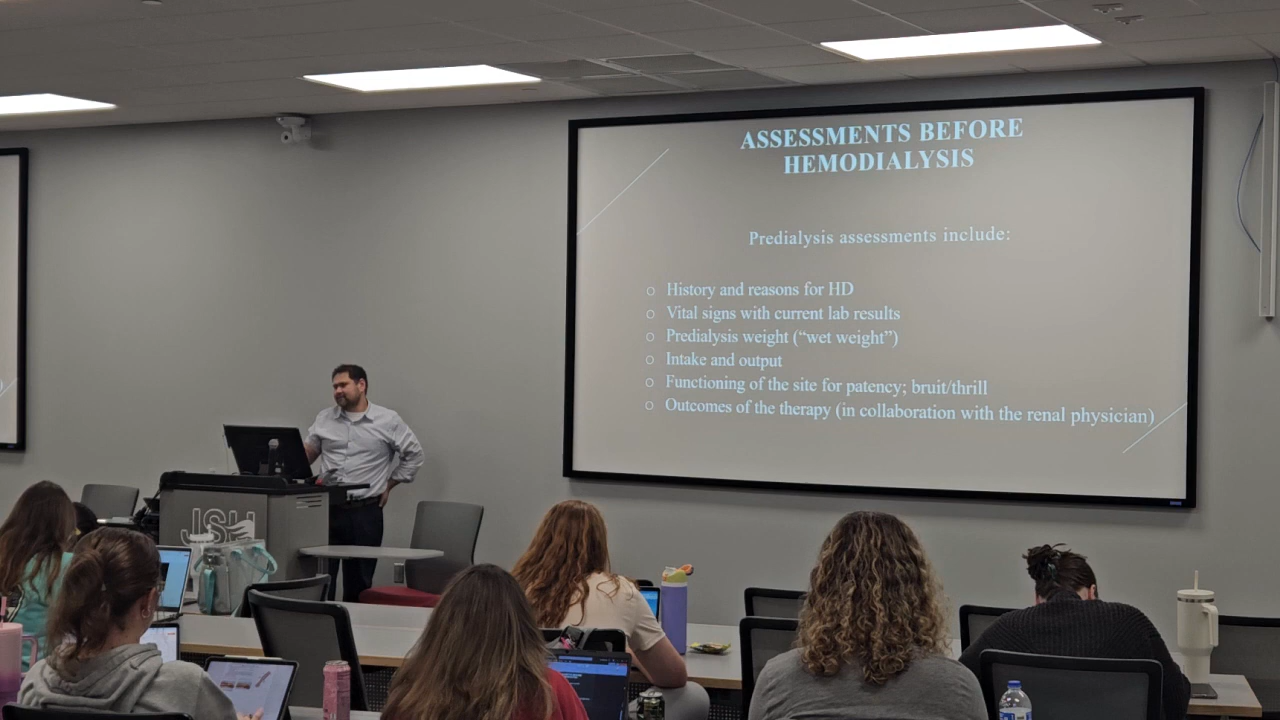 ASSESSMENTS BEFORE
HEMODIALYSIS
Predialysis assessments include:
o History and reasons for HD
o Vital signs with current lab results
o Predialysis weight (“wet weight”)
o Intake and output
o Functioning of the site for patency; bruit/thrill
o Outcomes of the therapy (in collaboration with the renal physician)
JSU